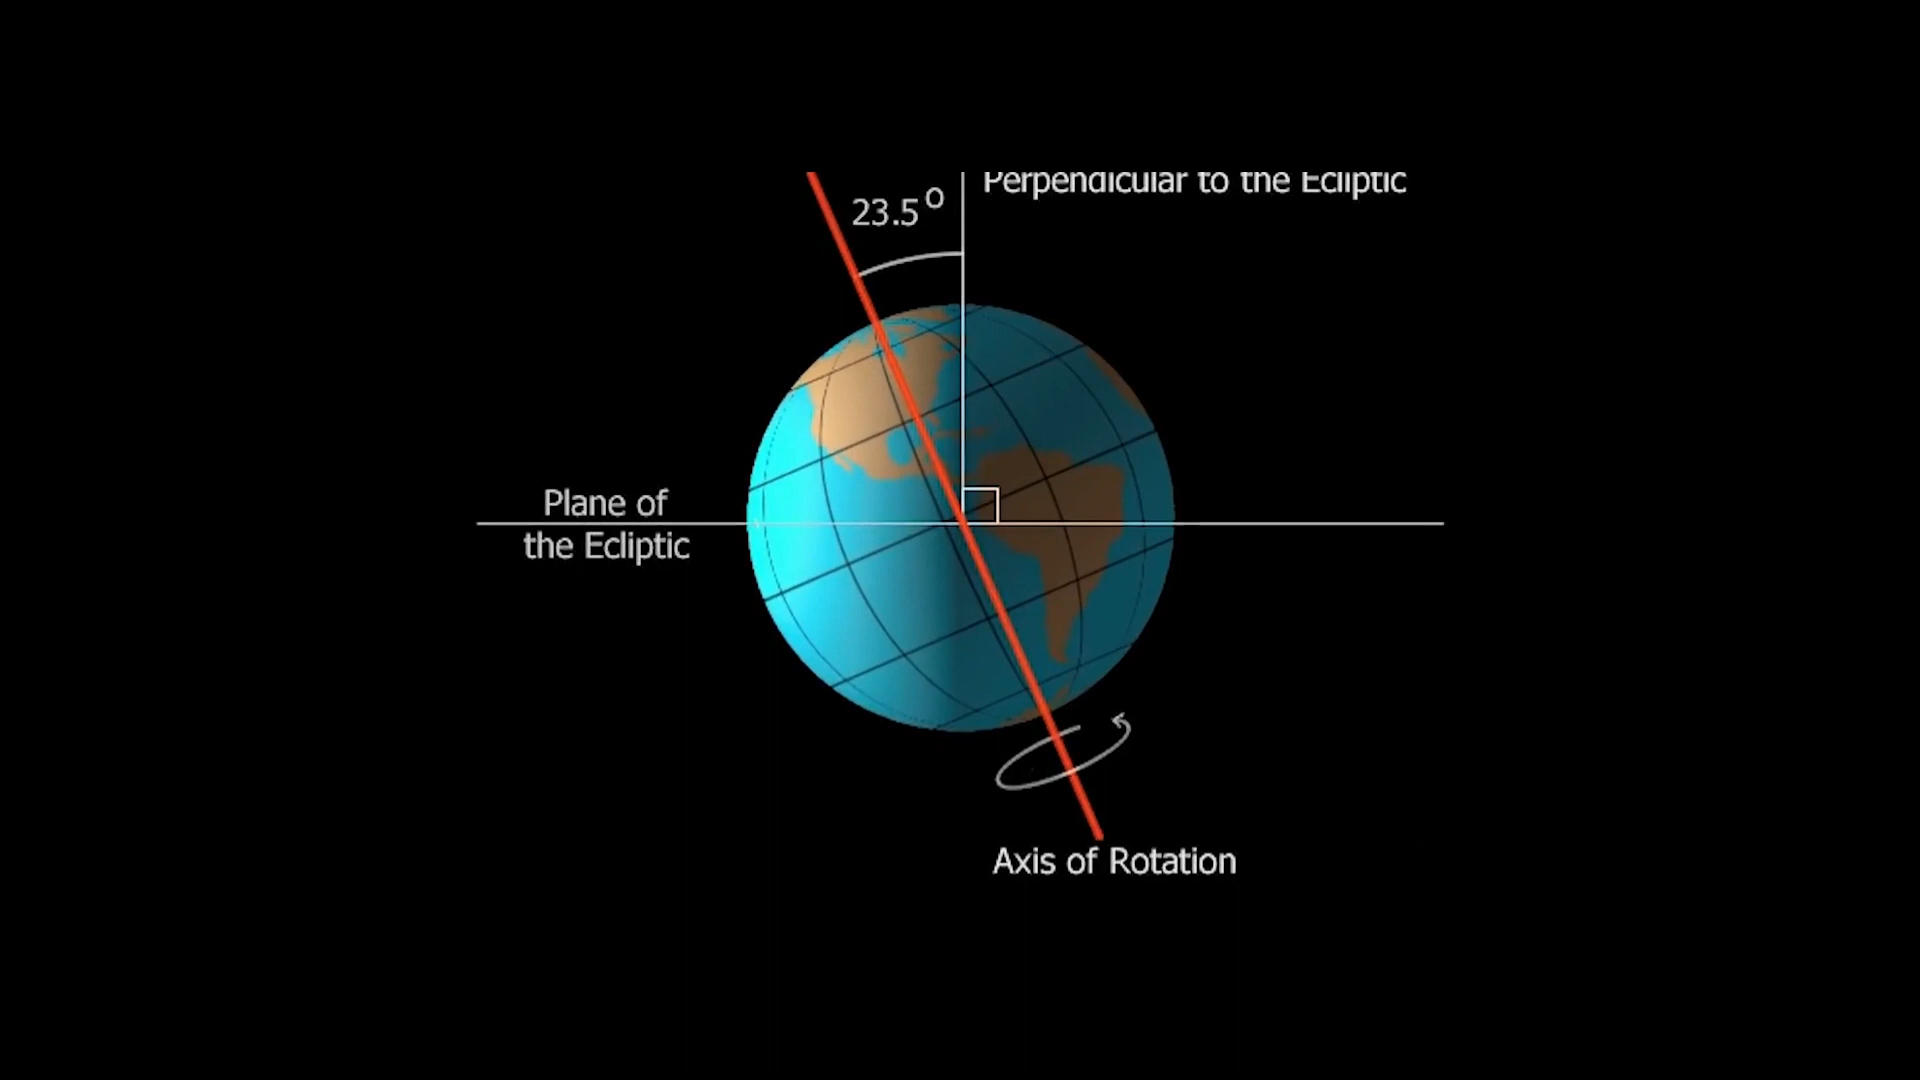 Perpendicular to the Ecliptic
23.5°
Plane of
the Ecliptic
Axis of Rotation